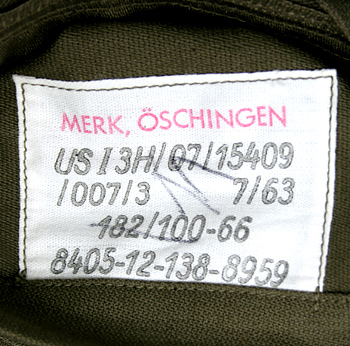 MERK, ÖSCHINGEN
US I 3H/07/15409
/007/3 7/63
182/100-66
8405-12-138-8959